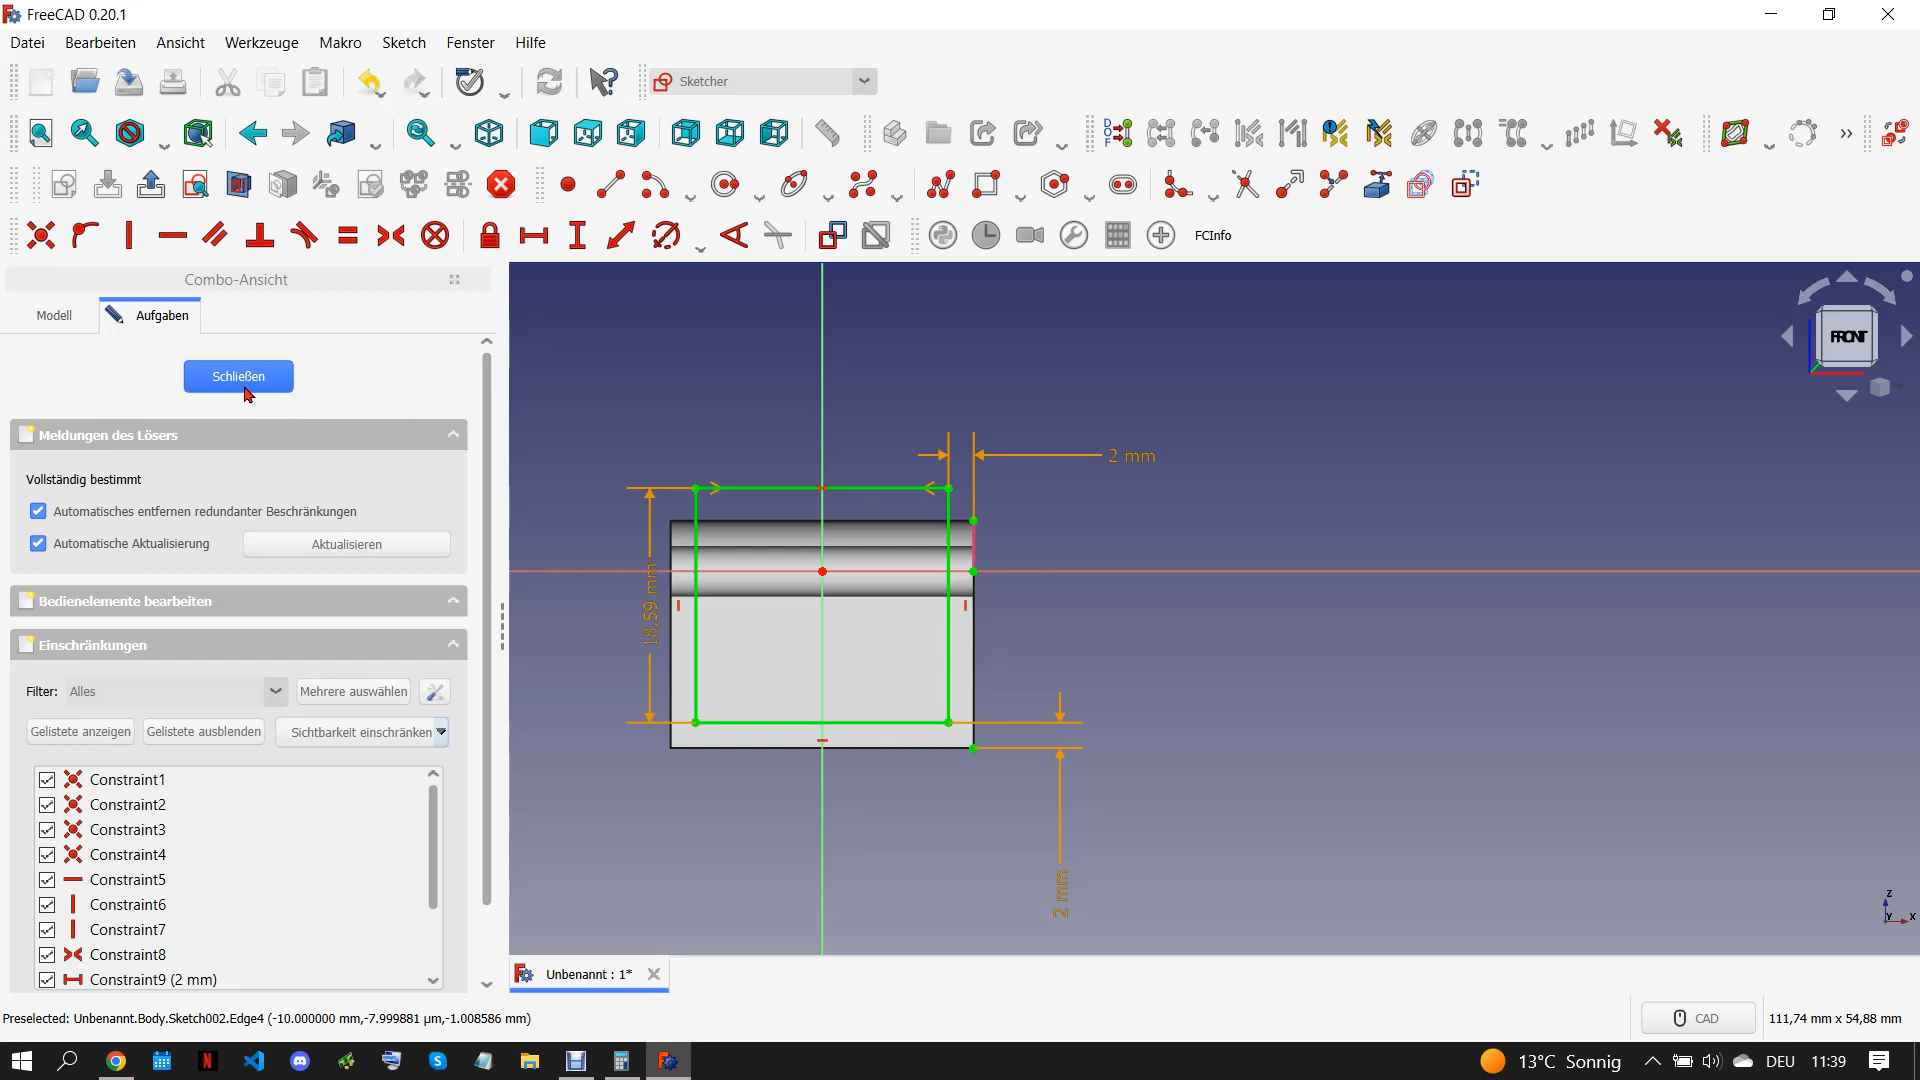 FreeCAD 0.20.1
Datei Bearbeiten Ansicht Werkzeuge Makro Sketch Fenster Hilfe
Sketcher
FCInfo
Combo-Ansicht
Modell Aufgaben
Schließen
Meldungen des Lösers
Vollständig bestimmt
Automatisches entfernen redundanter Beschränkungen
Automatische Aktualisierung Aktualisieren
Bedienelemente bearbeiten
Einschränkungen
Filter: Alles Mehrere auswählen
Gelistete anzeigen Gelistete ausblenden Sichtbarkeit einschränken
Constraint1
Constraint2
Constraint3
Constraint4
Constraint5
Constraint6
Constraint7
Constraint8
Constraint9 (2 mm)
FRONT
2 mm
18,59 mm
2 mm
Z
Y X
Unbenannt : 1*
Preselected: Unbenannt.Body.Sketch002.Edge4 (-10.000000 mm,-7.999881 µm,-1.008586 mm)
CAD 111,74 mm x 54,88 mm
13°C Sonnig DEU 11:39